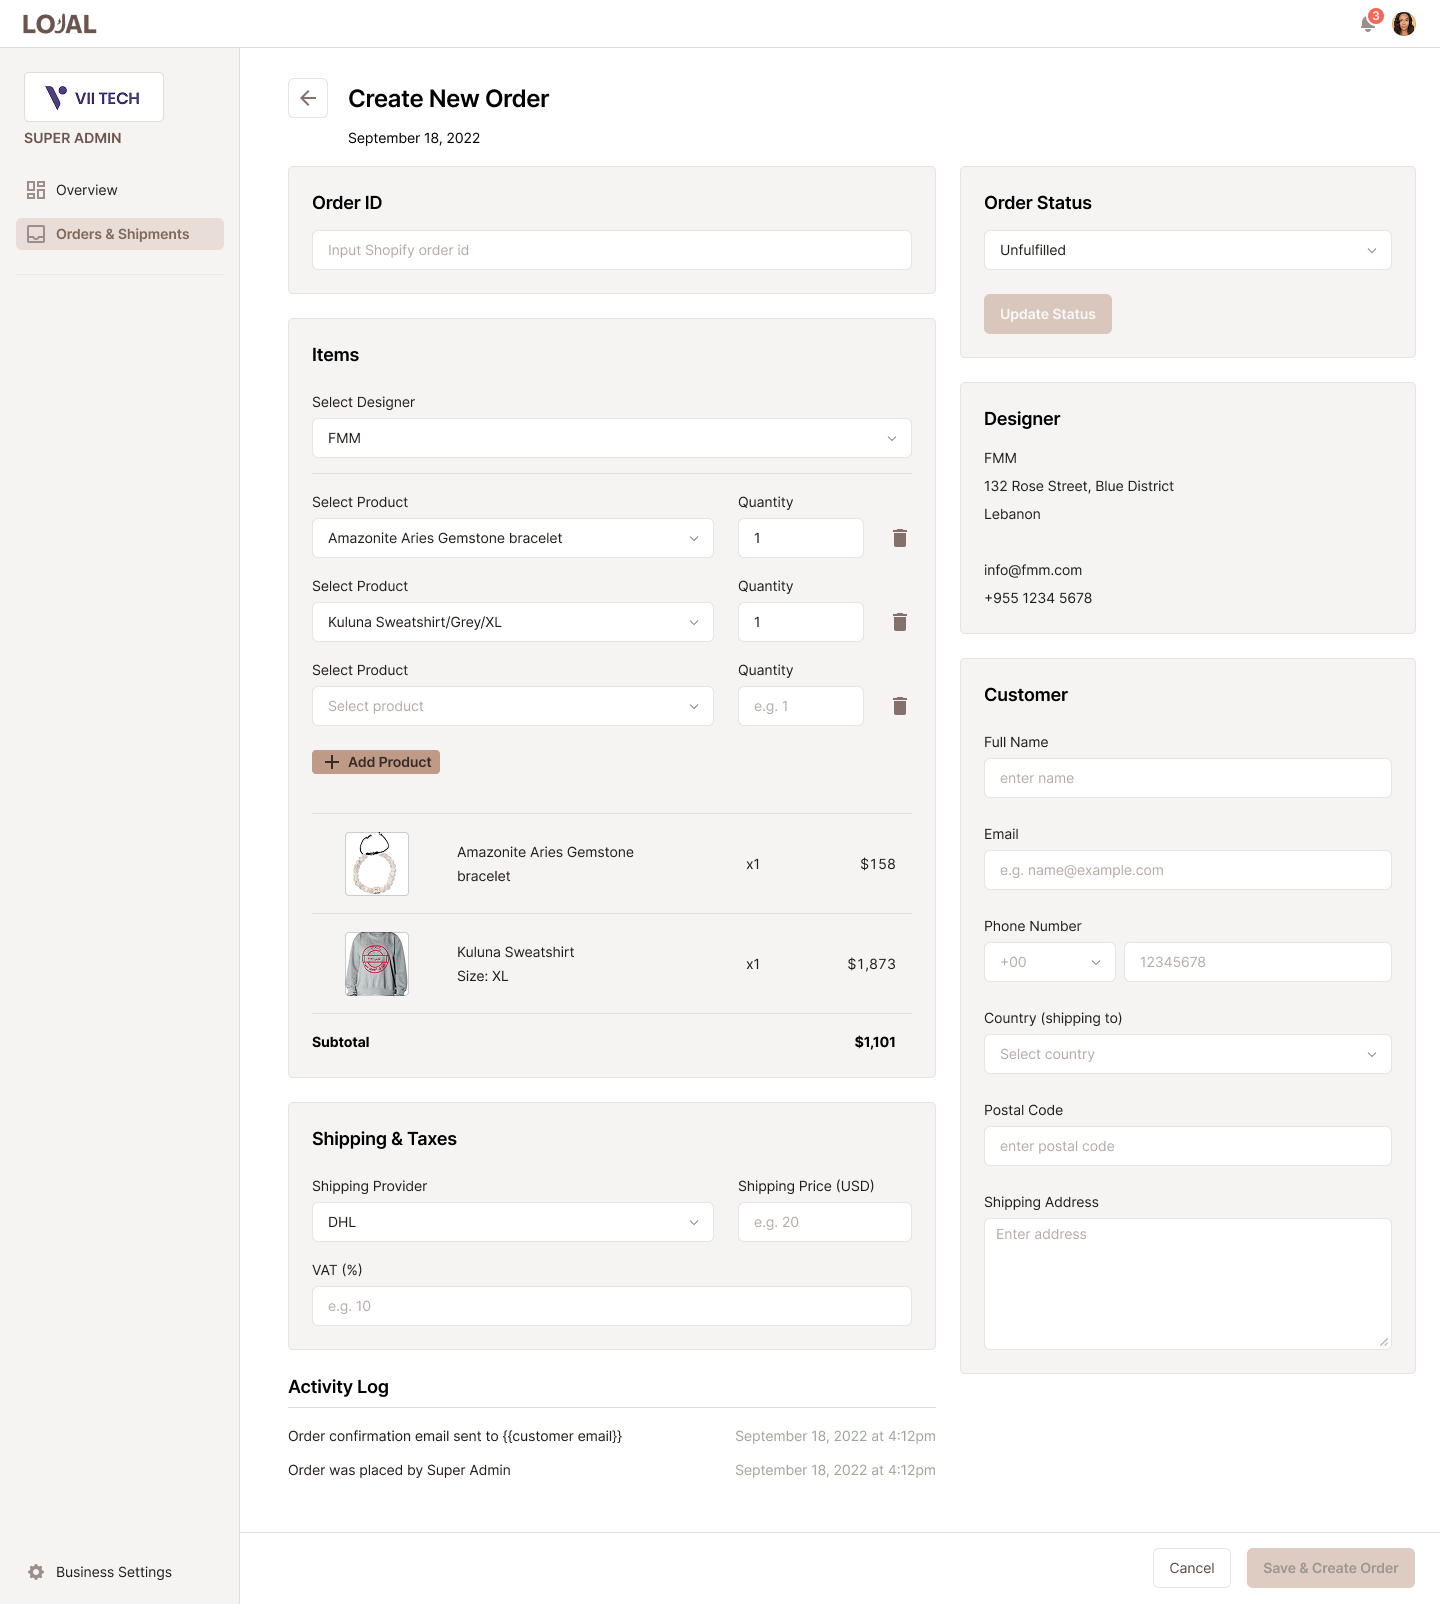 LOJAL
3
VII TECH
SUPER ADMIN
Overview
Orders & Shipments
Business Settings
Create New Order
September 18, 2022
Order ID
Input Shopify order id
Items
Select Designer
FMM
Select Product Quantity
Amazonite Aries Gemstone bracelet 1
Select Product Quantity
Kuluna Sweatshirt/Grey/XL 1
Select Product Quantity
Select product e.g. 1
Add Product
Amazonite Aries Gemstone
bracelet
x1 $158
Kuluna Sweatshirt
Size: XL
x1 $1,873
Subtotal $1,101
Shipping & Taxes
Shipping Provider Shipping Price (USD)
DHL e.g. 20
VAT (%)
e.g. 10
Activity Log
Order confirmation email sent to {{customer email}} September 18, 2022 at 4:12pm
Order was placed by Super Admin September 18, 2022 at 4:12pm
Order Status
Unfulfilled
Update Status
Designer
FMM
132 Rose Street, Blue District
Lebanon
info@fmm.com
+955 1234 5678
Customer
Full Name
enter name
Email
e.g. name@example.com
Phone Number
+00 12345678
Country (shipping to)
Select country
Postal Code
enter postal code
Shipping Address
Enter address
Cancel
Save & Create Order